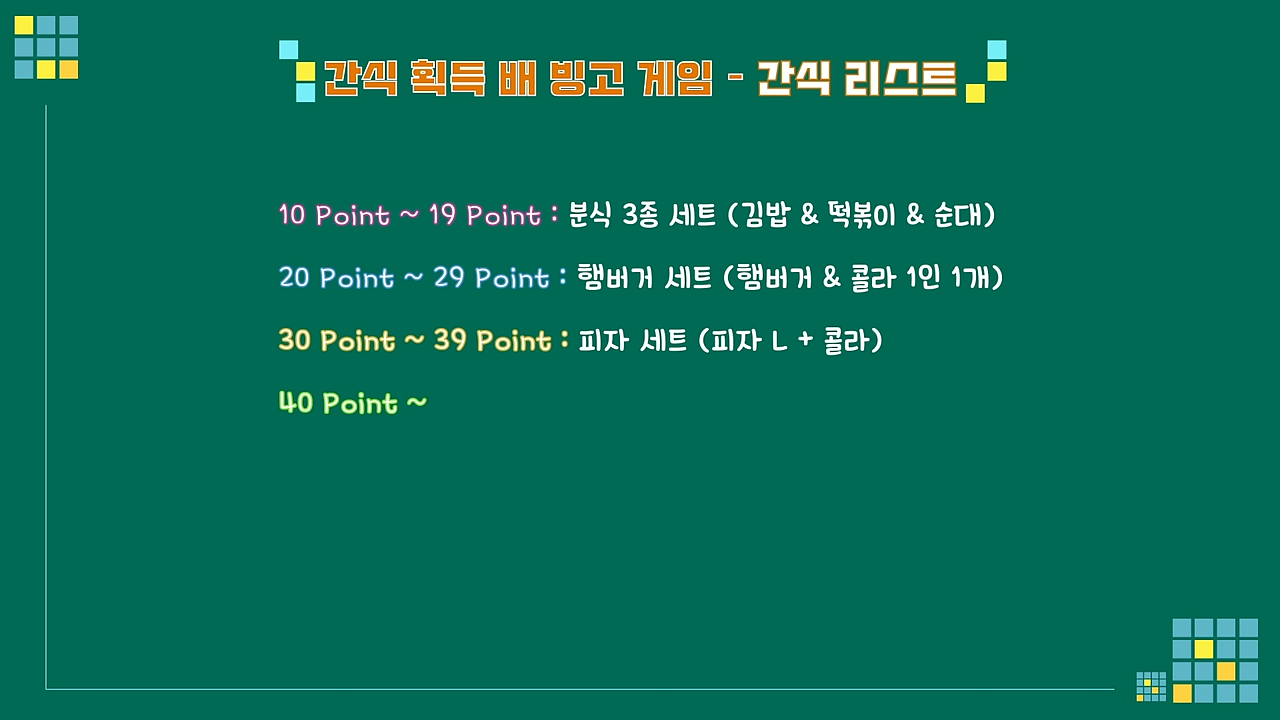 간식 획득 배 빙고 게임 - 간식 리스트
10 Point ~ 19 Point : 분식 3종 세트 (김밥 & 떡볶이 & 순대)
20 Point ~ 29 Point : 햄버거 세트 (햄버거 & 콜라 1인 1개)
30 Point ~ 39 Point : 피자 세트 (피자 L + 콜라)
40 Point ~